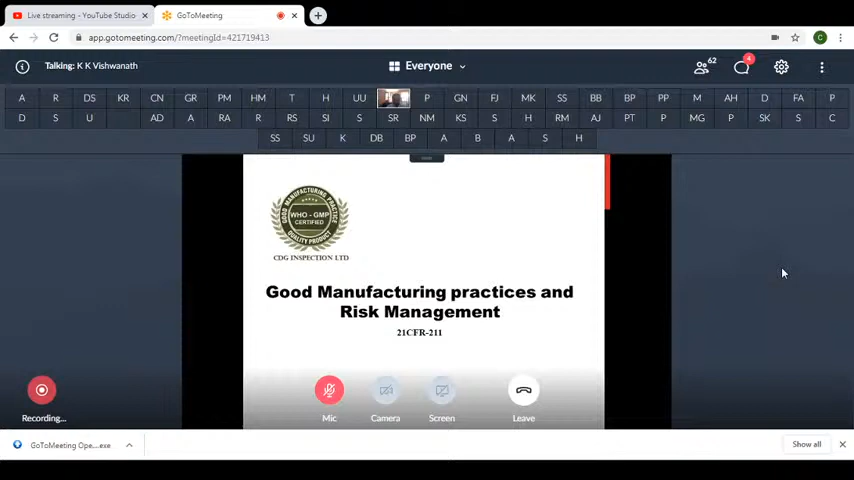 Live streaming - YouTube Studio
GoToMeeting
app.gotomeeting.com/?meetingId=421719413
C
Talking: K K Vishwanath
Everyone
62
4
A R DS KR CN GR PM HM T H UU P GN FJ MK SS BB BP PP M AH D FA P
D S U AD A RA R RS SI S SR NM KS S H RM AJ PT P MG P SK S C
SS SU K DB BP A B A S H
GOOD MANUFACTURING PRACTICE
WHO - GMP
CERTIFIED
QUALITY PRODUCT
CDG INSPECTION LTD
Good Manufacturing practices and
Risk Management
21CFR-211
Recording...
Mic
Camera
Screen
Leave
GoToMeeting Ope....exe
Show all